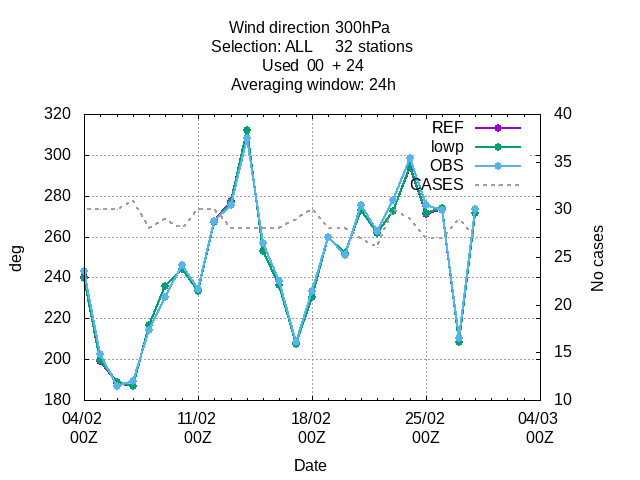 Wind direction 300hPa
Selection: ALL 32 stations
Used 00 + 24
Averaging window: 24h
320 40
REF
lowp
300 35
OBS
CASES
280 30
260 25
deg
No cases
240 20
220
200 15
180 10
04/02 11/02 18/02 25/02 04/03
00Z 00Z 00Z 00Z 00Z
Date